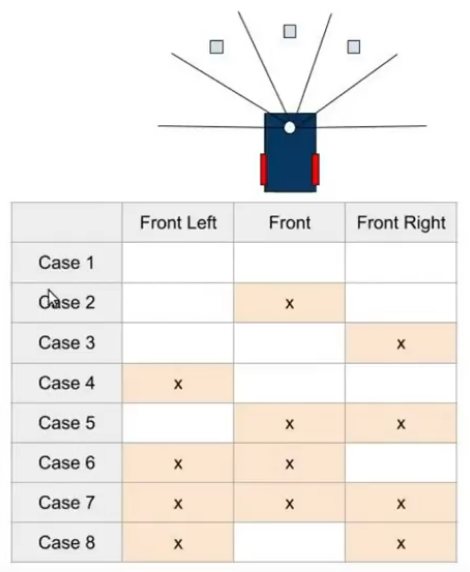 Front Left Front Front Right
Case 1
Case 2 x
Case 3 x
Case 4 x
Case 5 x x
Case 6 x x
Case 7 x x x
Case 8 x x